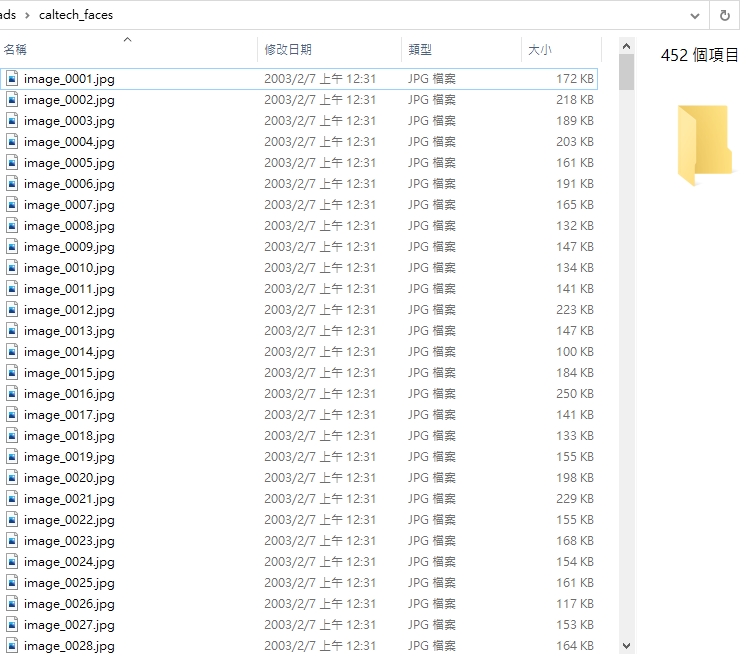 ads › caltech_faces
名稱 修改日期 類型 大小
452 個項目
image_0001.jpg 2003/2/7 上午 12:31 JPG 檔案 172 KB
image_0002.jpg 2003/2/7 上午 12:31 JPG 檔案 218 KB
image_0003.jpg 2003/2/7 上午 12:31 JPG 檔案 189 KB
image_0004.jpg 2003/2/7 上午 12:31 JPG 檔案 203 KB
image_0005.jpg 2003/2/7 上午 12:31 JPG 檔案 161 KB
image_0006.jpg 2003/2/7 上午 12:31 JPG 檔案 191 KB
image_0007.jpg 2003/2/7 上午 12:31 JPG 檔案 165 KB
image_0008.jpg 2003/2/7 上午 12:31 JPG 檔案 132 KB
image_0009.jpg 2003/2/7 上午 12:31 JPG 檔案 147 KB
image_0010.jpg 2003/2/7 上午 12:31 JPG 檔案 134 KB
image_0011.jpg 2003/2/7 上午 12:31 JPG 檔案 141 KB
image_0012.jpg 2003/2/7 上午 12:31 JPG 檔案 223 KB
image_0013.jpg 2003/2/7 上午 12:31 JPG 檔案 147 KB
image_0014.jpg 2003/2/7 上午 12:31 JPG 檔案 100 KB
image_0015.jpg 2003/2/7 上午 12:31 JPG 檔案 184 KB
image_0016.jpg 2003/2/7 上午 12:31 JPG 檔案 250 KB
image_0017.jpg 2003/2/7 上午 12:31 JPG 檔案 141 KB
image_0018.jpg 2003/2/7 上午 12:31 JPG 檔案 133 KB
image_0019.jpg 2003/2/7 上午 12:31 JPG 檔案 155 KB
image_0020.jpg 2003/2/7 上午 12:31 JPG 檔案 198 KB
image_0021.jpg 2003/2/7 上午 12:31 JPG 檔案 229 KB
image_0022.jpg 2003/2/7 上午 12:31 JPG 檔案 155 KB
image_0023.jpg 2003/2/7 上午 12:31 JPG 檔案 168 KB
image_0024.jpg 2003/2/7 上午 12:31 JPG 檔案 154 KB
image_0025.jpg 2003/2/7 上午 12:31 JPG 檔案 161 KB
image_0026.jpg 2003/2/7 上午 12:31 JPG 檔案 117 KB
image_0027.jpg 2003/2/7 上午 12:31 JPG 檔案 153 KB
image_0028.jpg 2003/2/7 上午 12:31 JPG 檔案 164 KB